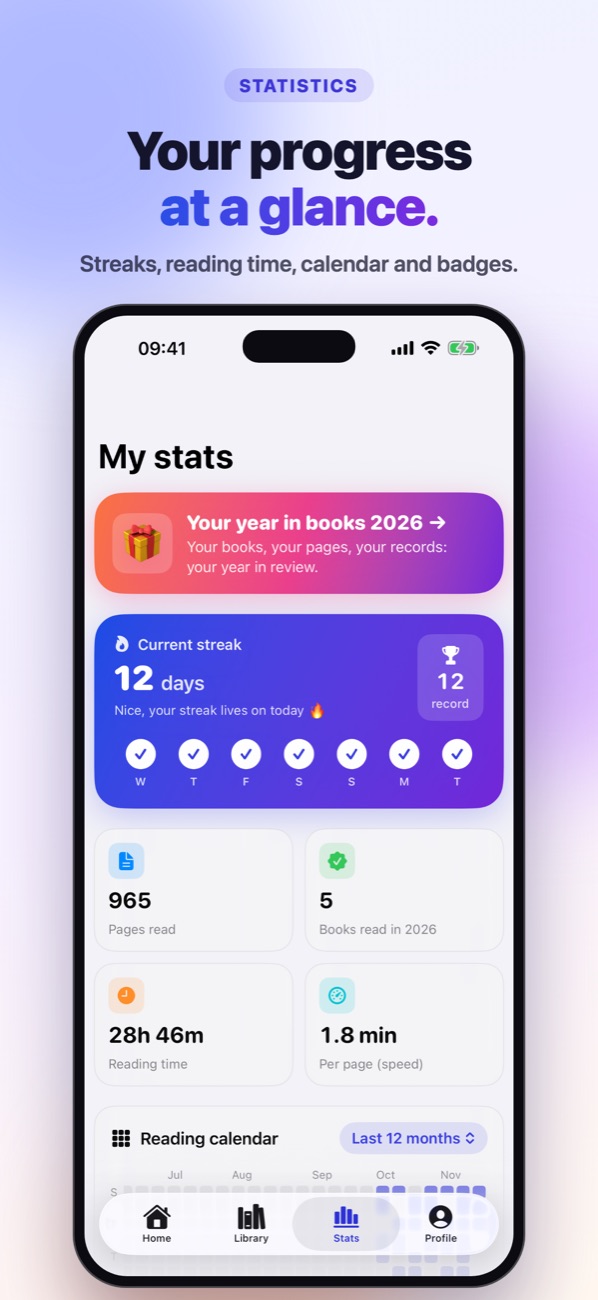 STATISTICS
Your progress
at a glance.
Streaks, reading time, calendar and badges.
09:41
My stats
Your year in books 2026 →
Your books, your pages, your records:
your year in review.
Current streak
12 days
Nice, your streak lives on today 🔥
12
record
W T F S S M T
965
Pages read
5
Books read in 2026
28h 46m
Reading time
1.8 min
Per page (speed)
Reading calendar
Last 12 months
Jul Aug Sep Oct Nov
S
Home Library Stats Profile